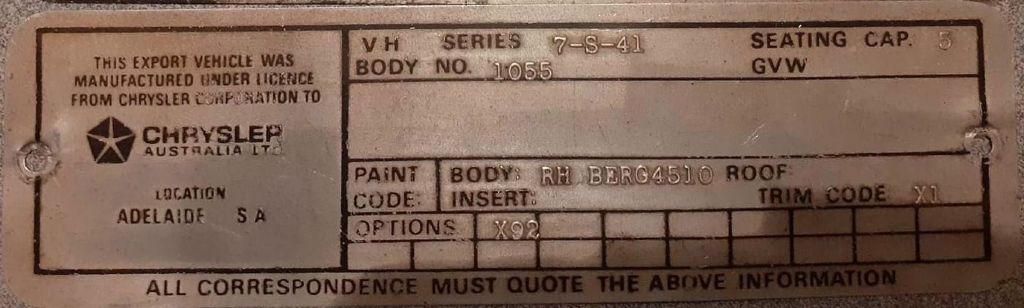 THIS EXPORT VEHICLE WAS
MANUFACTURED UNDER LICENCE
FROM CHRYSLER CORPORATION TO
CHRYSLER
AUSTRALIA LTD
LOCATION
ADELAIDE S A
VH SERIES 7-S-41 SEATING CAP. 5
BODY NO. 1055 GVW
PAINT BODY: RH BERG4510 ROOF
CODE: INSERT: TRIM CODE X1
OPTIONS X92
ALL CORRESPONDENCE MUST QUOTE THE ABOVE INFORMATION